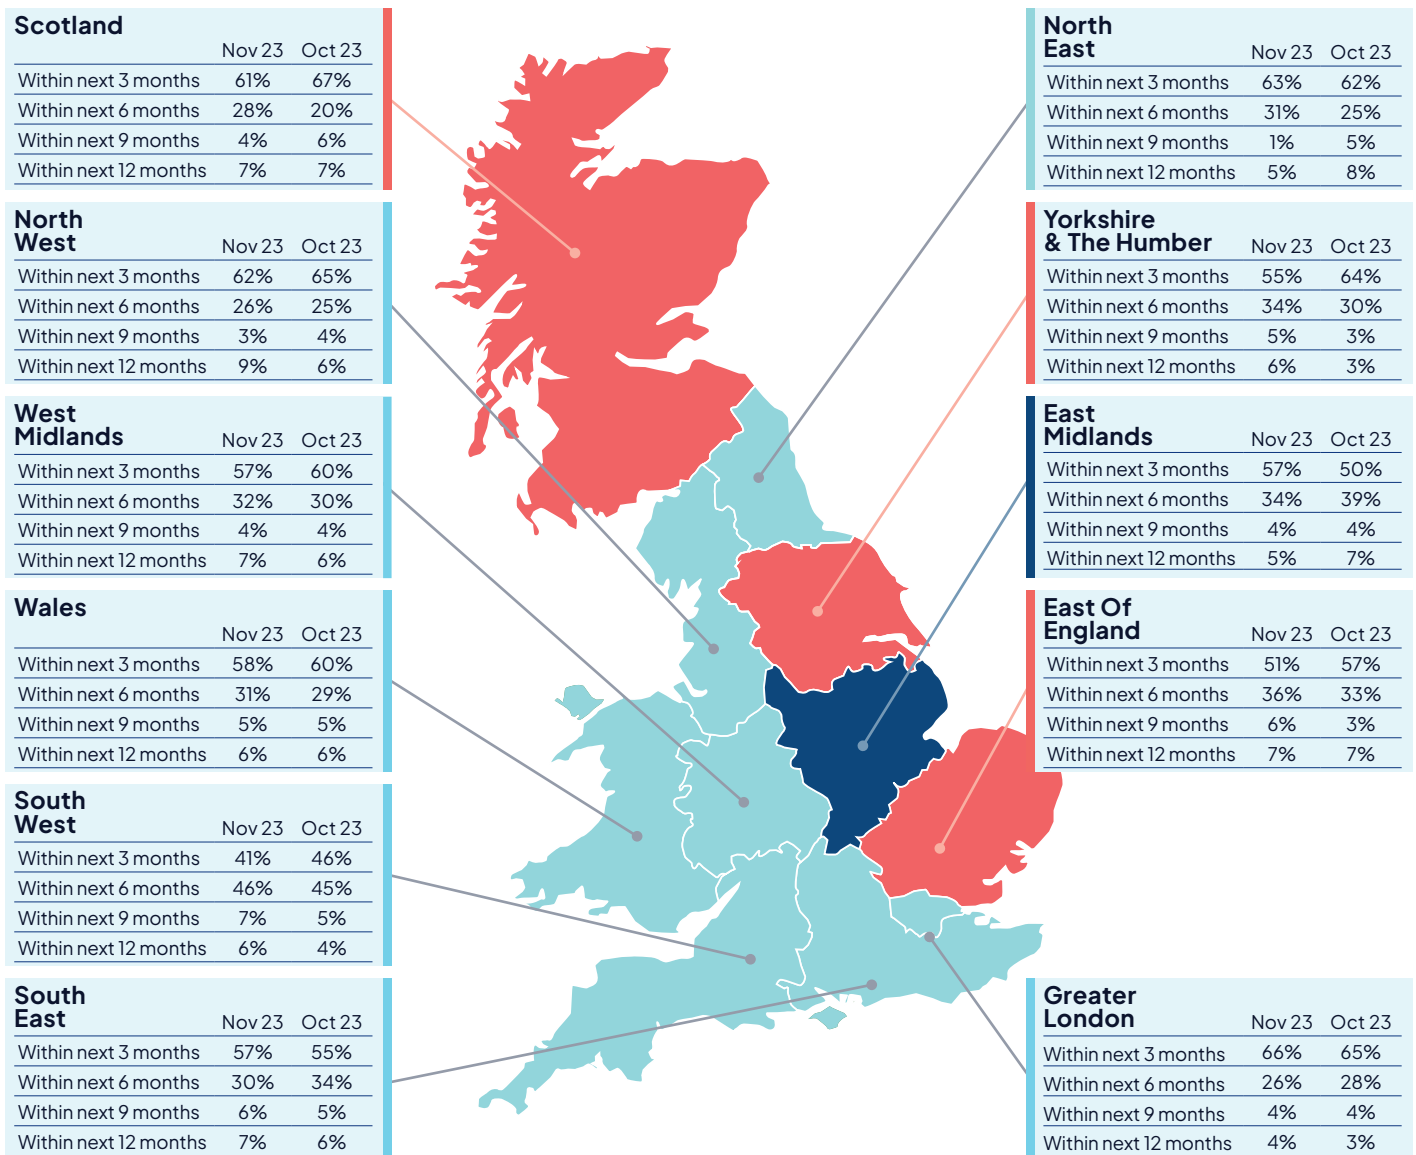 Scotland
Nov 23 Oct 23
Within next 3 months 61% 67%
Within next 6 months 28% 20%
Within next 9 months 4% 6%
Within next 12 months 7% 7%
North
West
Nov 23 Oct 23
Within next 3 months 62% 65%
Within next 6 months 26% 25%
Within next 9 months 3% 4%
Within next 12 months 9% 6%
West
Midlands
Nov 23 Oct 23
Within next 3 months 57% 60%
Within next 6 months 32% 30%
Within next 9 months 4% 4%
Within next 12 months 7% 6%
Wales
Nov 23 Oct 23
Within next 3 months 58% 60%
Within next 6 months 31% 29%
Within next 9 months 5% 5%
Within next 12 months 6% 6%
South
West
Nov 23 Oct 23
Within next 3 months 41% 46%
Within next 6 months 46% 45%
Within next 9 months 7% 5%
Within next 12 months 6% 4%
South
East
Nov 23 Oct 23
Within next 3 months 57% 55%
Within next 6 months 30% 34%
Within next 9 months 6% 5%
Within next 12 months 7% 6%
North
East
Nov 23 Oct 23
Within next 3 months 63% 62%
Within next 6 months 31% 25%
Within next 9 months 1% 5%
Within next 12 months 5% 8%
Yorkshire
& The Humber
Nov 23 Oct 23
Within next 3 months 55% 64%
Within next 6 months 34% 30%
Within next 9 months 5% 3%
Within next 12 months 6% 3%
East
Midlands
Nov 23 Oct 23
Within next 3 months 57% 50%
Within next 6 months 34% 39%
Within next 9 months 4% 4%
Within next 12 months 5% 7%
East Of
England
Nov 23 Oct 23
Within next 3 months 51% 57%
Within next 6 months 36% 33%
Within next 9 months 6% 3%
Within next 12 months 7% 7%
Greater
London
Nov 23 Oct 23
Within next 3 months 66% 65%
Within next 6 months 26% 28%
Within next 9 months 4% 4%
Within next 12 months 4% 3%